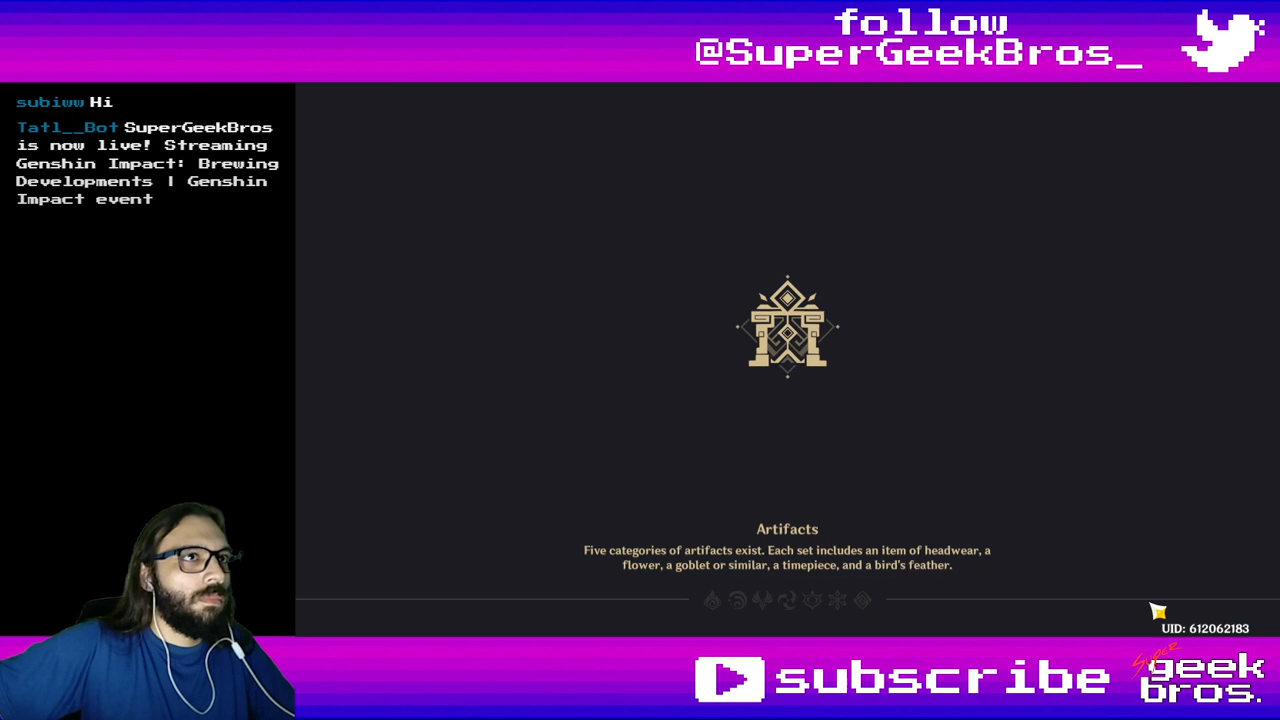 follow
@SuperGeekBros_
subiww Hi
Tatl__Bot SuperGeekBros
is now live! Streaming
Genshin Impact: Brewing
Developments | Genshin
Impact event
Artifacts
Five categories of artifacts exist. Each set includes an item of headwear, a
flower, a goblet or similar, a timepiece, and a bird's feather.
UID: 612062183
subscribe
SUPER
geek
bros.